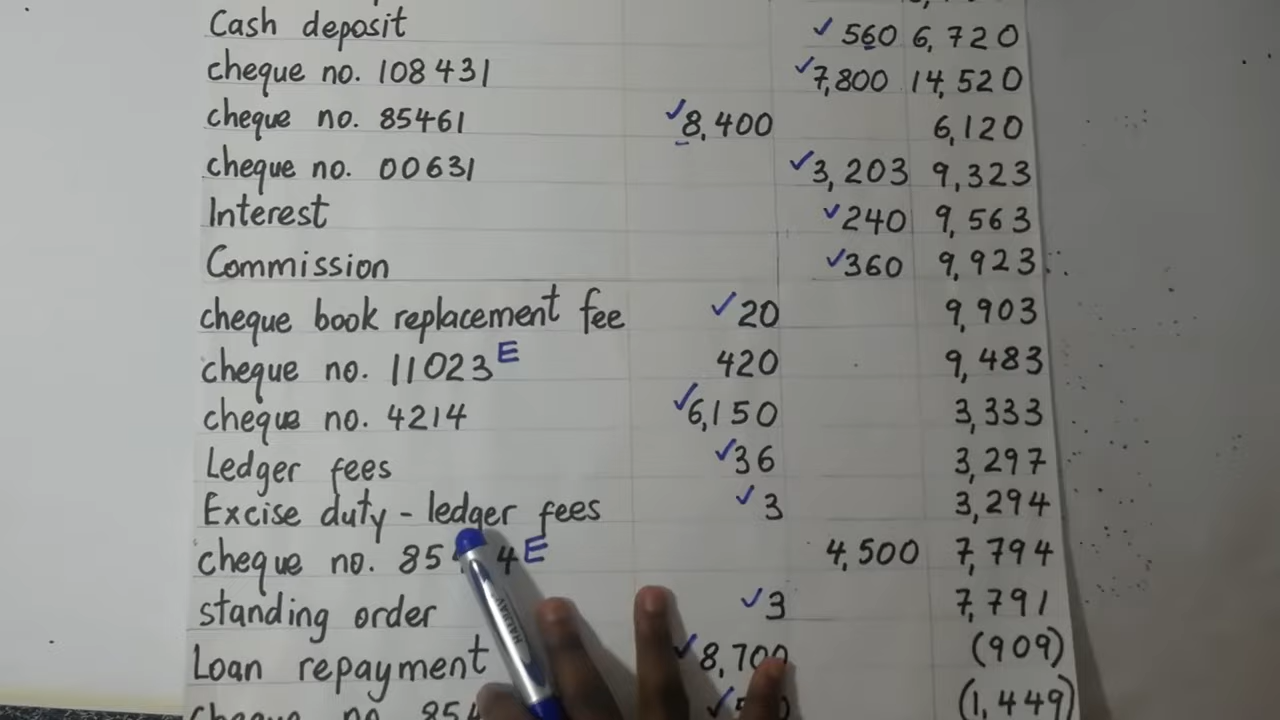 Cash deposit ✓560 6,720
cheque no. 108431 ✓7,800 14,520
cheque no. 85461 ✓8,400 6,120
cheque no. 00631 ✓3,203 9,323
Interest ✓240 9,563
Commission ✓360 9,923
cheque book replacement fee ✓20 9,903
cheque no. 11023 E 420 9,483
cheque no. 4214 ✓6,150 3,333
Ledger fees ✓36 3,297
Excise duty - ledger fees ✓3 3,294
cheque no. E 4,500 7,794
standing order ✓3 7,791
Loan repayment ✓8,700 (909)
cheque no. (1,449)